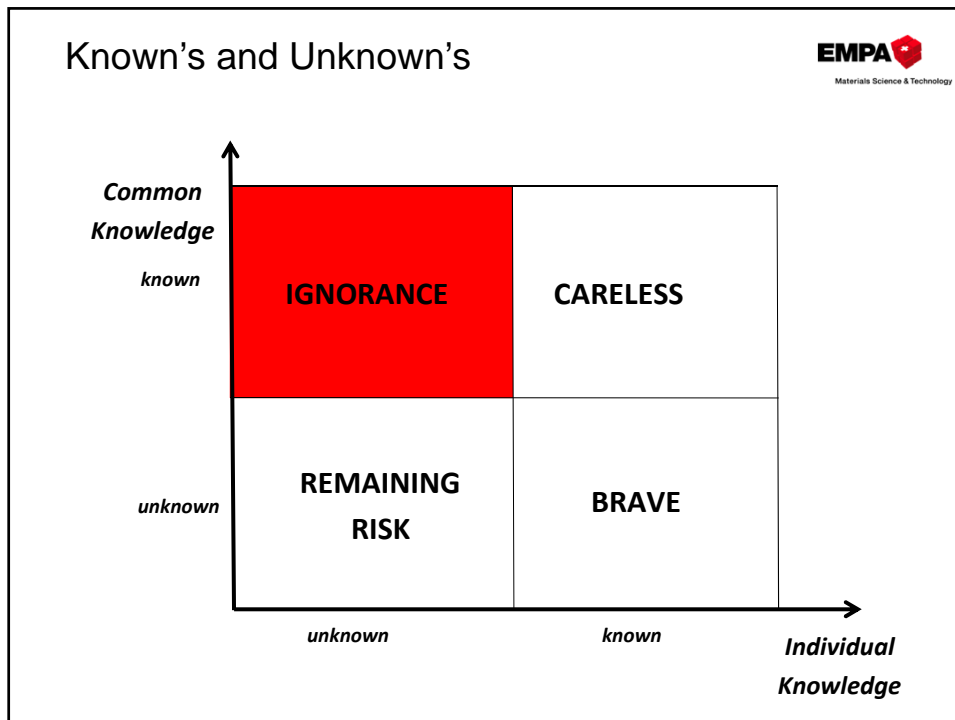 Known's and Unknown's
EMPA
Materials Science & Technology
Common
Knowledge
known
IGNORANCE
CARELESS
unknown
REMAINING
RISK
BRAVE
unknown
known
Individual
Knowledge